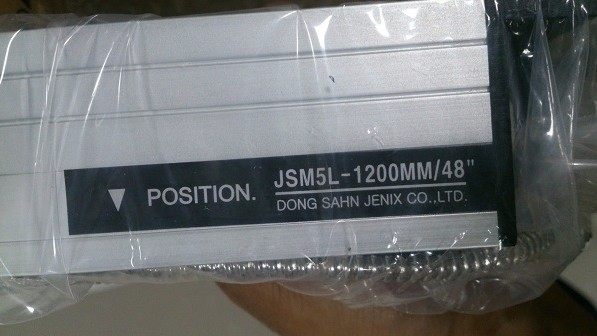 ▼ POSITION. JSM5L-1200MM/48"
DONG SAHN JENIX CO.,LTD.